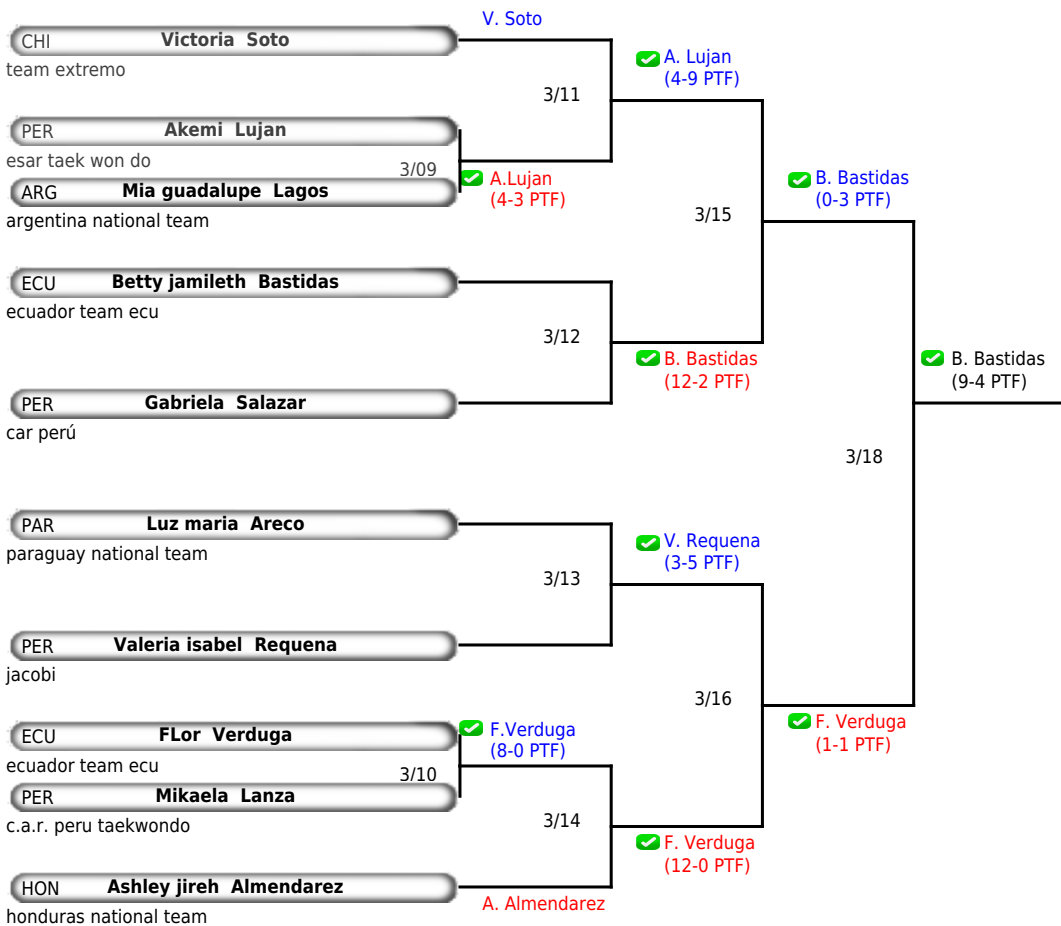 V. Soto
CHI Victoria Soto
team extremo
A. Lujan
(4-9 PTF)
3/11
PER Akemi Lujan
esar taek won do
3/09
A.Lujan
(4-3 PTF)
ARG Mia guadalupe Lagos
argentina national team
B. Bastidas
(0-3 PTF)
3/15
ECU Betty jamileth Bastidas
ecuador team ecu
3/12
B. Bastidas
(12-2 PTF)
B. Bastidas
(9-4 PTF)
PER Gabriela Salazar
car perú
3/18
PAR Luz maria Areco
paraguay national team
V. Requena
(3-5 PTF)
3/13
PER Valeria isabel Requena
jacobi
3/16
F. Verduga
(1-1 PTF)
ECU FLor Verduga
ecuador team ecu
F.Verduga
(8-0 PTF)
3/10
PER Mikaela Lanza
c.a.r. peru taekwondo
3/14
F. Verduga
(12-0 PTF)
HON Ashley jireh Almendarez
honduras national team
A. Almendarez